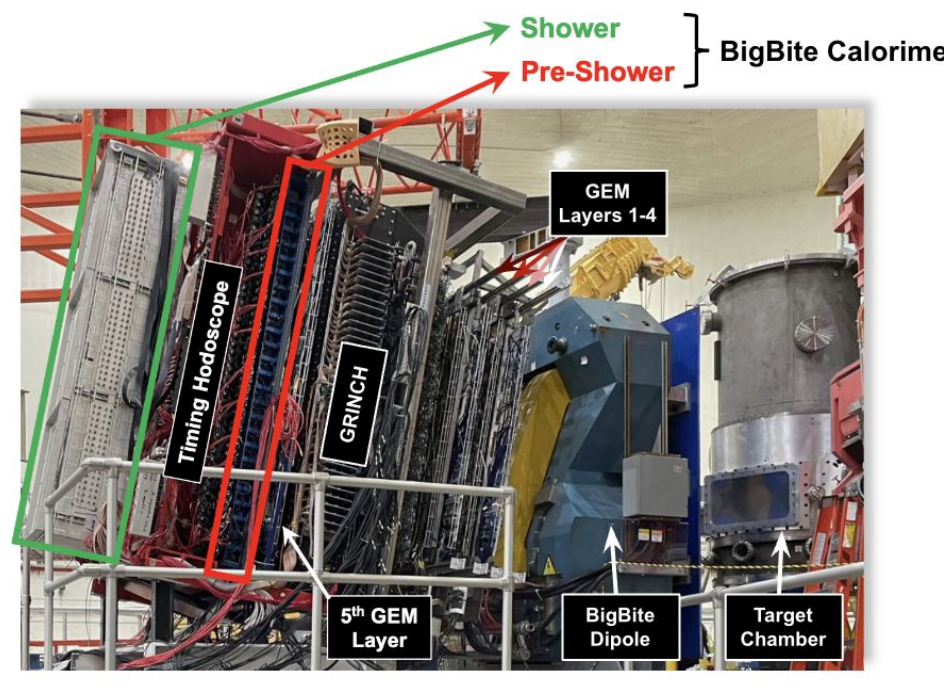 Shower
Pre-Shower
BigBite Calorime
GEM
Layers 1-4
Timing Hodoscope
GRINCH
5th GEM
Layer
BigBite
Dipole
Target
Chamber